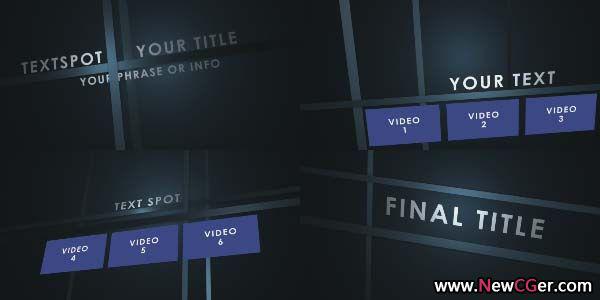 TEXTSPOT
YOUR TITLE
YOUR PHRASE OR INFO
YOUR TEXT
VIDEO
1
VIDEO
2
VIDEO
3
TEXT SPOT
VIDEO
4
VIDEO
5
VIDEO
6
FINAL TITLE
www.NewCGer.com